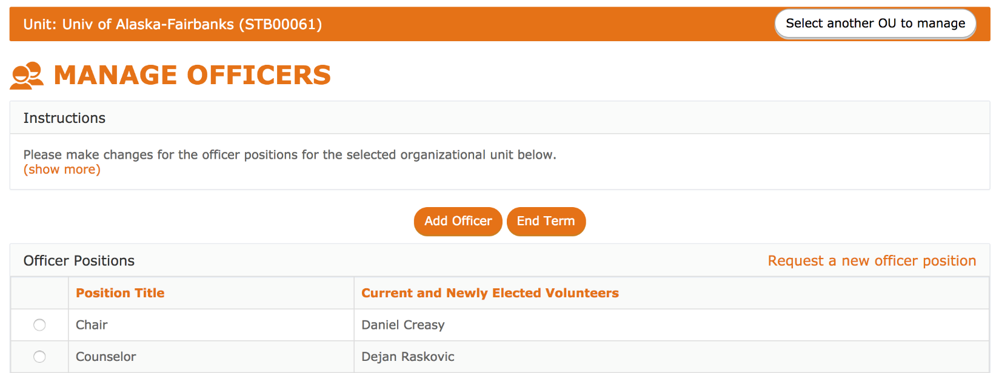 Unit: Univ of Alaska-Fairbanks (STB00061)
Select another OU to manage
MANAGE OFFICERS
Instructions
Please make changes for the officer positions for the selected organizational unit below.
(show more)
Add Officer
End Term
Officer Positions
Request a new officer position
Position Title
Current and Newly Elected Volunteers
Chair
Daniel Creasy
Counselor
Dejan Raskovic